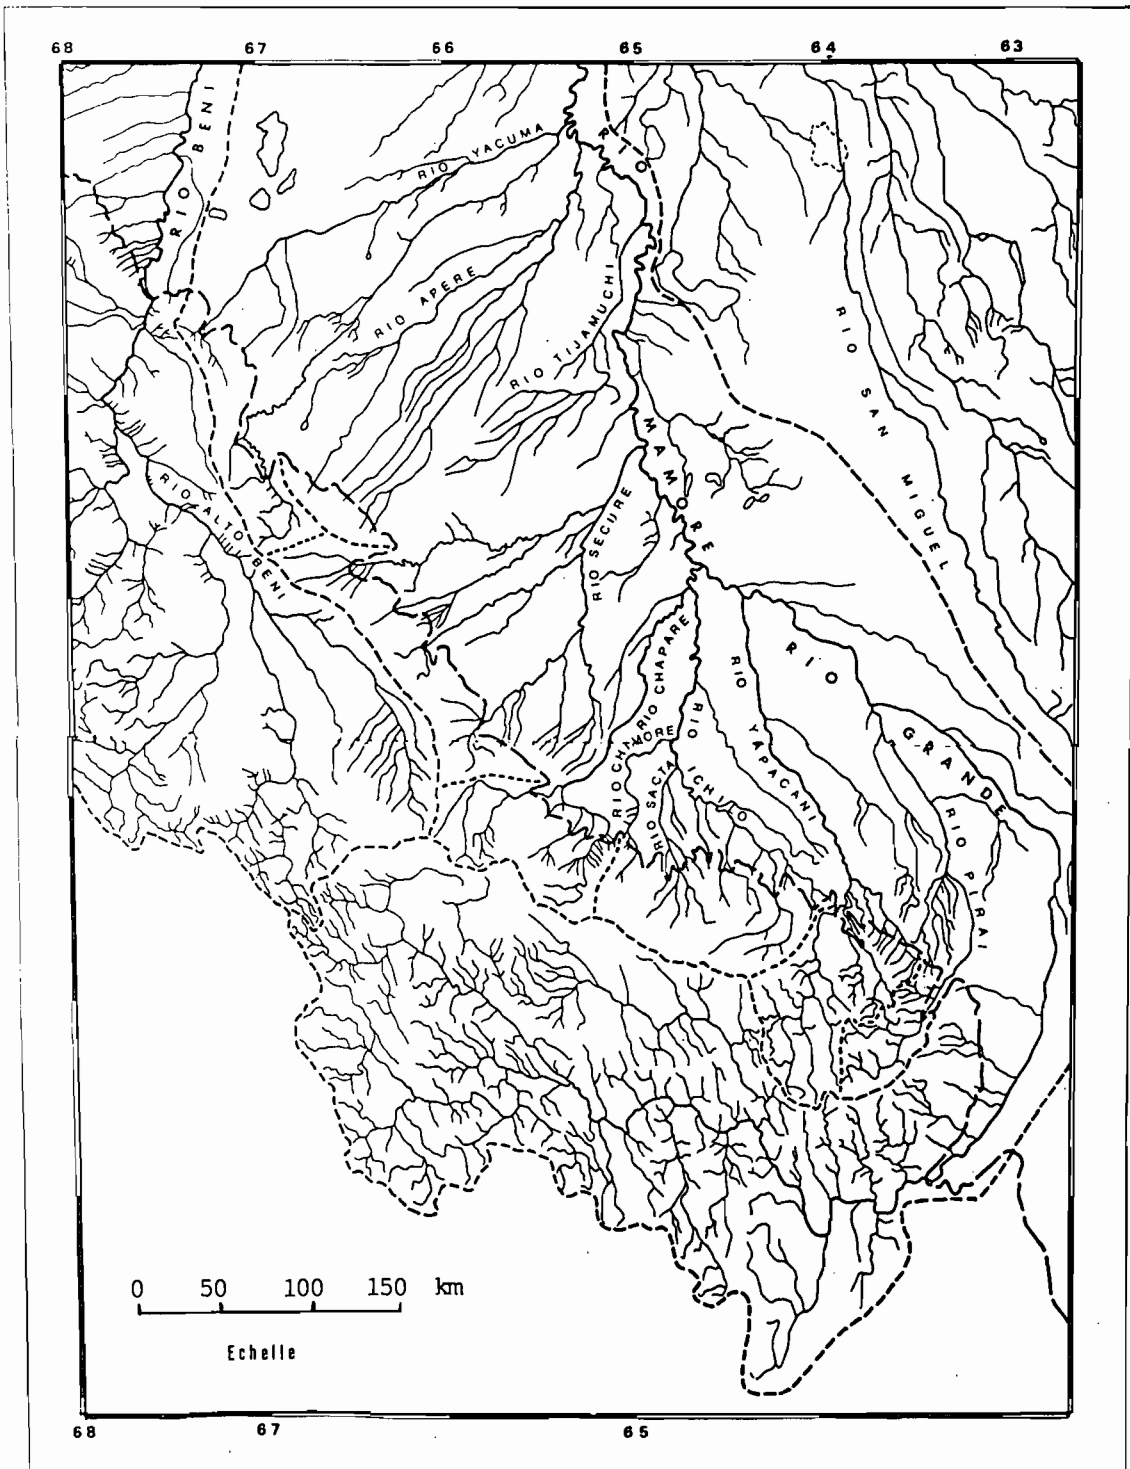 68 67 66 65 64 63
RIO BENI
RIO YACUMA
RIO
RIO APERE
RIO TIJAMUCHI
RIO SAN MIGUEL
MAMORE
RIO ALTO BENI
RIO SECURE
RIO CHAPARE
RIO CHIMORE
RIO SACTA
RIO ICHILO
RIO YAPACANI
RIO GRANDE
RIO PIRAI
0 50 100 150 km
Echelle
68 67 65